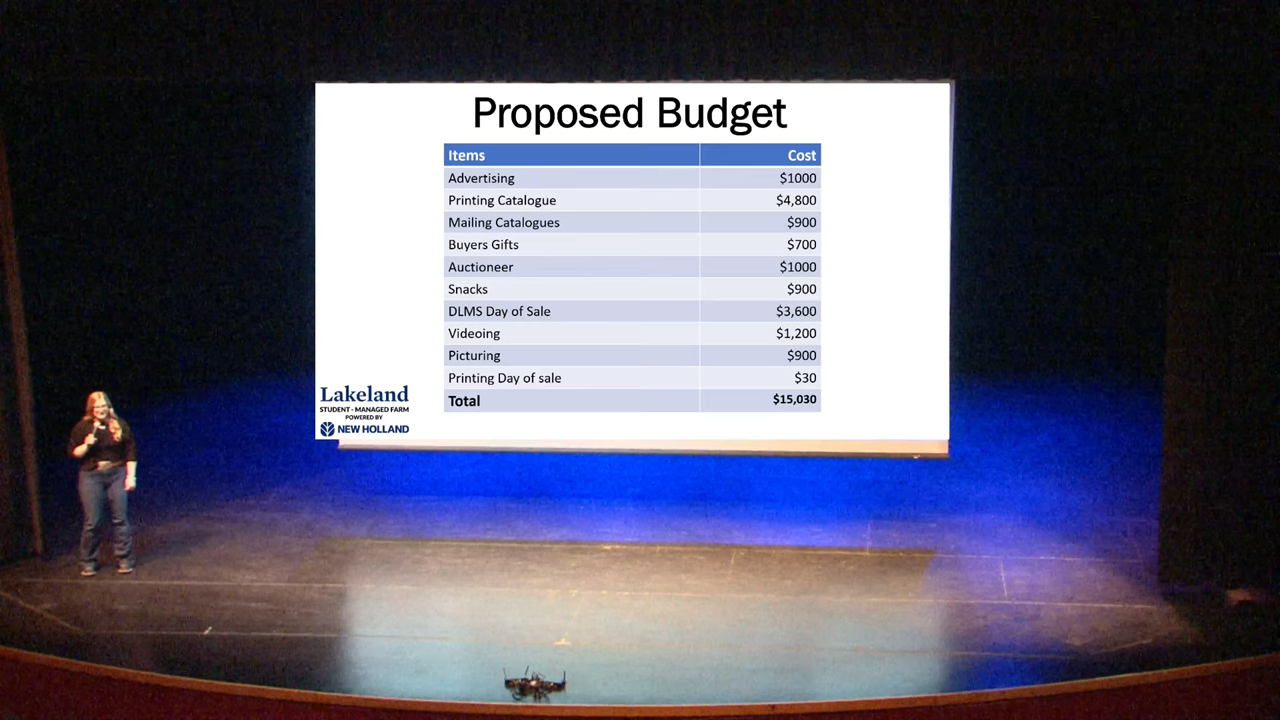 Proposed Budget
Items Cost
Advertising $1000
Printing Catalogue $4,800
Mailing Catalogues $900
Buyers Gifts $700
Auctioneer $1000
Snacks $900
DLMS Day of Sale $3,600
Videoing $1,200
Picturing $900
Printing Day of sale $30
Total $15,030
Lakeland
STUDENT-MANAGED FARM
POWERED BY
NEW HOLLAND